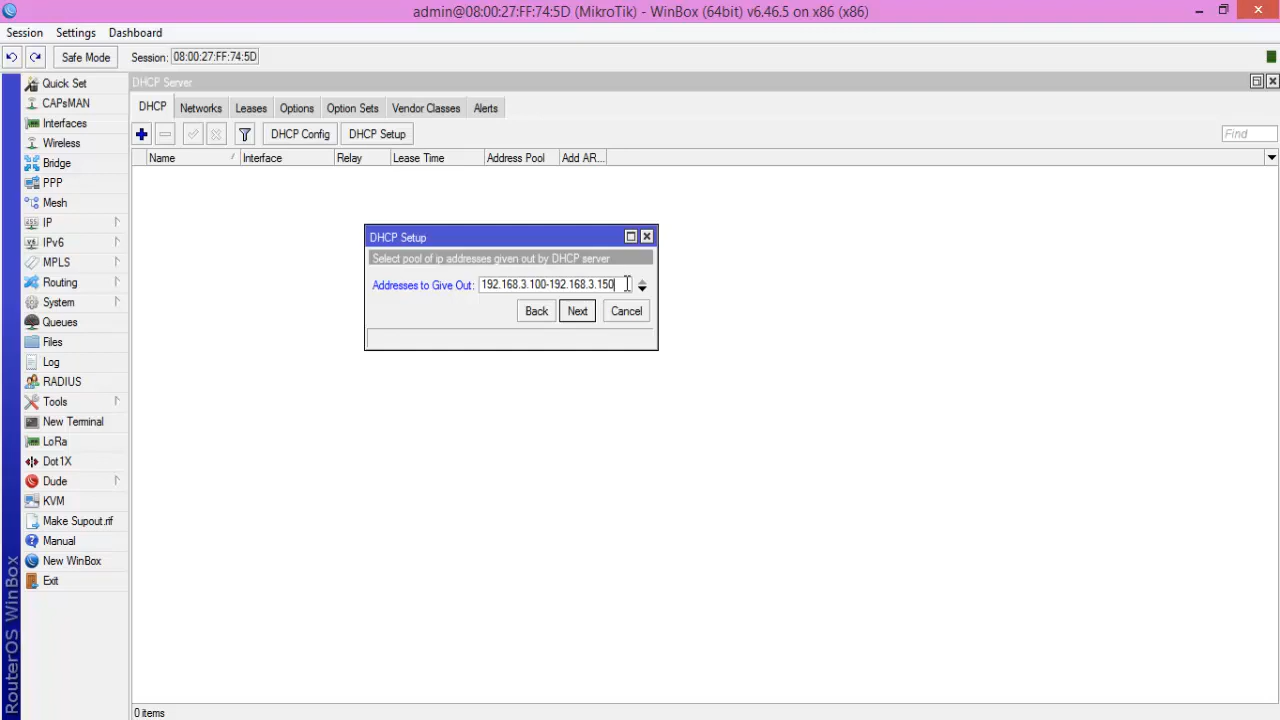 admin@08:00:27:FF:74:5D (MikroTik) - WinBox (64bit) v6.46.5 on x86 (x86)
Session Settings Dashboard
Safe Mode Session: 08:00:27:FF:74:5D
Quick Set
CAPsMAN
Interfaces
Wireless
Bridge
PPP
Mesh
IP
IPv6
MPLS
Routing
System
Queues
Files
Log
RADIUS
Tools
New Terminal
LoRa
Dot1X
Dude
KVM
Make Supout.rif
Manual
New WinBox
Exit
RouterOS WinBox
DHCP Server
DHCP Networks Leases Options Option Sets Vendor Classes Alerts
DHCP Config DHCP Setup Find
Name Interface Relay Lease Time Address Pool Add AR...
DHCP Setup
Select pool of ip addresses given out by DHCP server
Addresses to Give Out: 192.168.3.100-192.168.3.150
Back Next Cancel
0 items